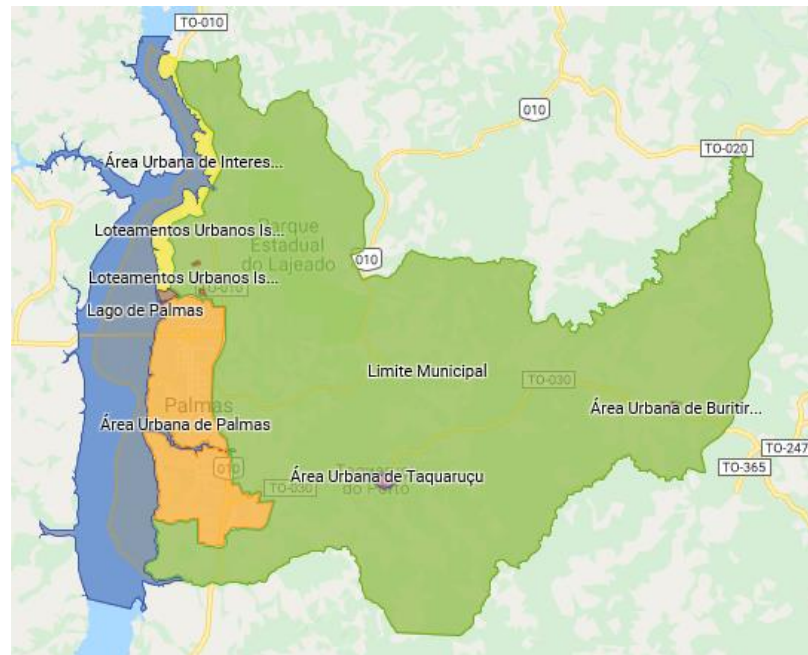 TO-010
010
TO-020
Área Urbana de Interes...
Parque
Estadual
do Lajeado
Loteamentos Urbanos Is...
010
Loteamentos Urbanos Is...
TO-010
Lago de Palmas
Limite Municipal
TO-030
Palmas
Área Urbana de Buritir...
Área Urbana de Palmas
TO-247
010
Área Urbana de Taquaruçu
TO-365
TO-030
do Porto